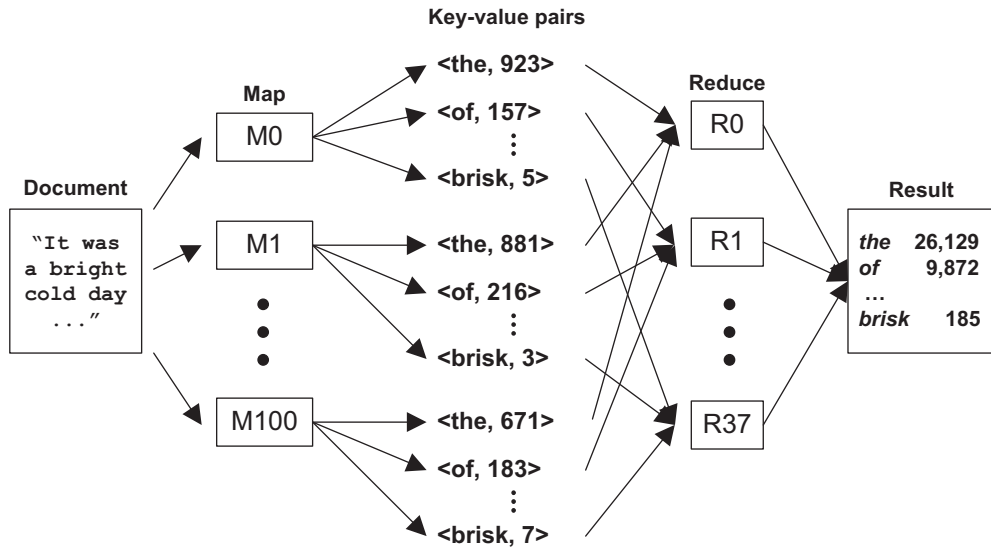 Key-value pairs
Document
“It was
a bright
cold day
...”
Map
M0
M1
M100
<the, 923>
<of, 157>
<brisk, 5>
<the, 881>
<of, 216>
<brisk, 3>
<the, 671>
<of, 183>
<brisk, 7>
Reduce
R0
R1
R37
Result
the 26,129
of 9,872
...
brisk 185